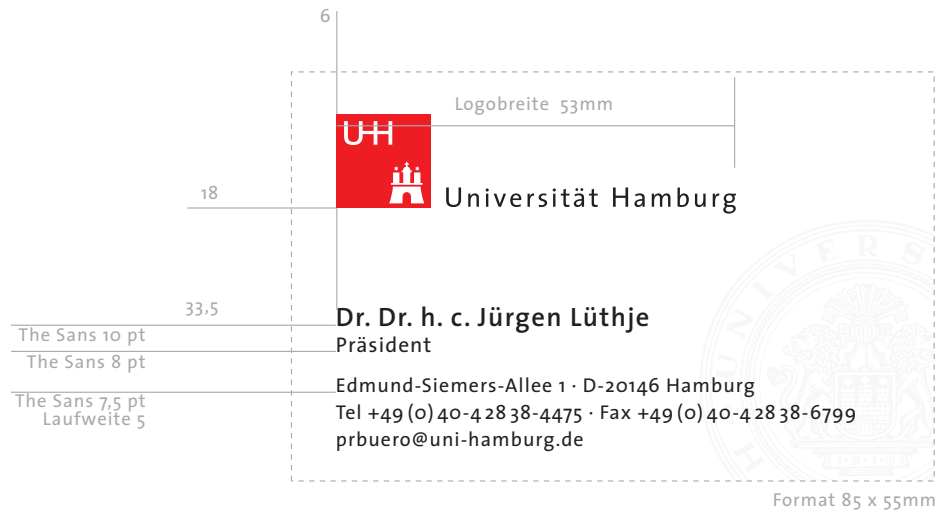 6
Logobreite 53mm
UH
18
Universität Hamburg
UNIVERS
33,5
Dr. Dr. h. c. Jürgen Lüthje
The Sans 10 pt
Präsident
The Sans 8 pt
Edmund-Siemers-Allee 1 · D-20146 Hamburg
The Sans 7,5 pt
Laufweite 5
Tel +49 (0) 40-4 28 38-4475 · Fax +49 (0) 40-4 28 38-6799
prbuero@uni-hamburg.de
Format 85 x 55mm